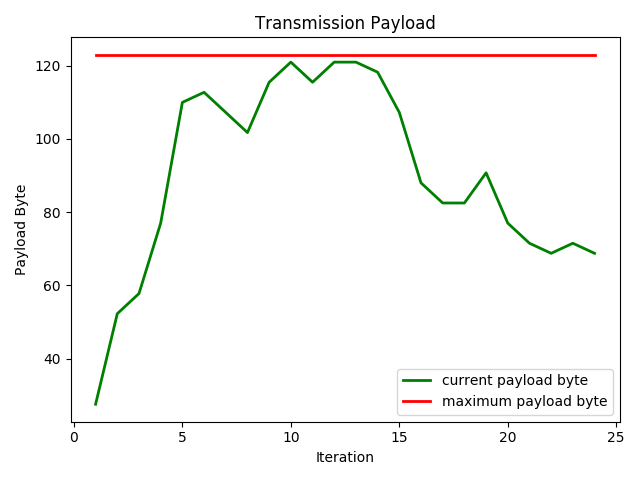 Transmission Payload
Payload Byte
120
100
80
60
40
0
5
10
15
20
25
Iteration
current payload byte
maximum payload byte